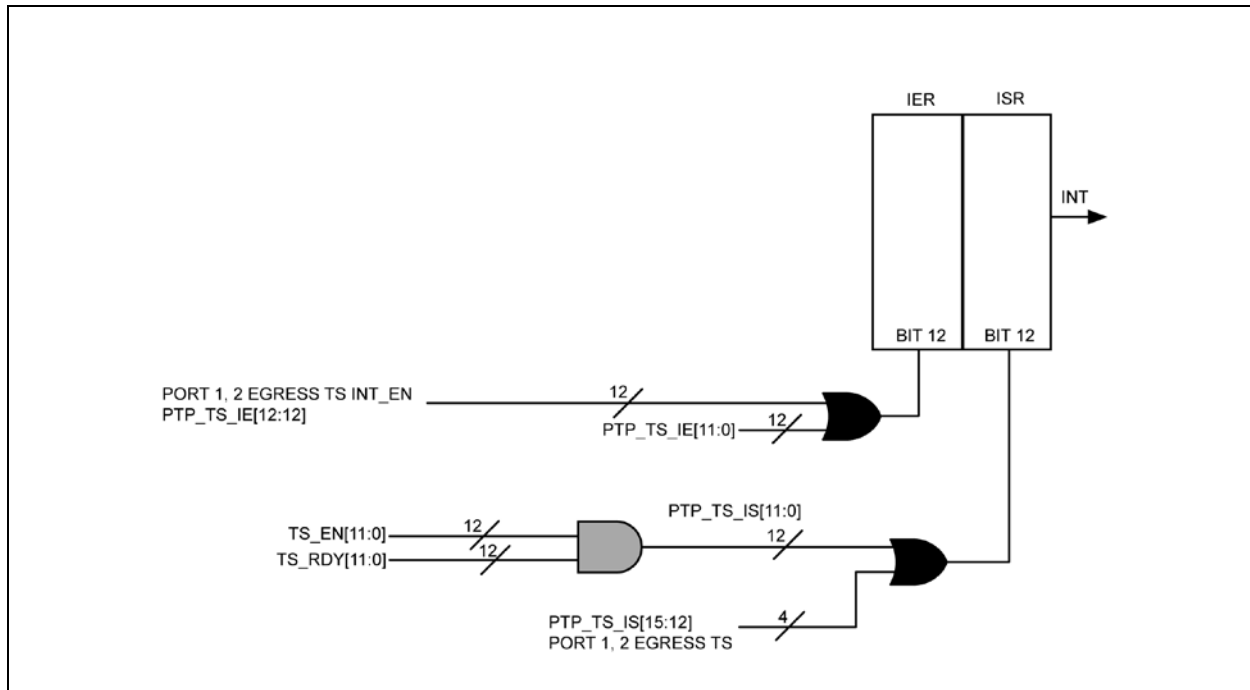 IER
ISR
INT
BIT 12
BIT 12
PORT 1, 2 EGRESS TS INT_EN
PTP_TS_IE[12:12]
12
PTP_TS_IE[11:0]
12
TS_EN[11:0]
12
TS_RDY[11:0]
12
PTP_TS_IS[11:0]
12
PTP_TS_IS[15:12]
PORT 1, 2 EGRESS TS
4